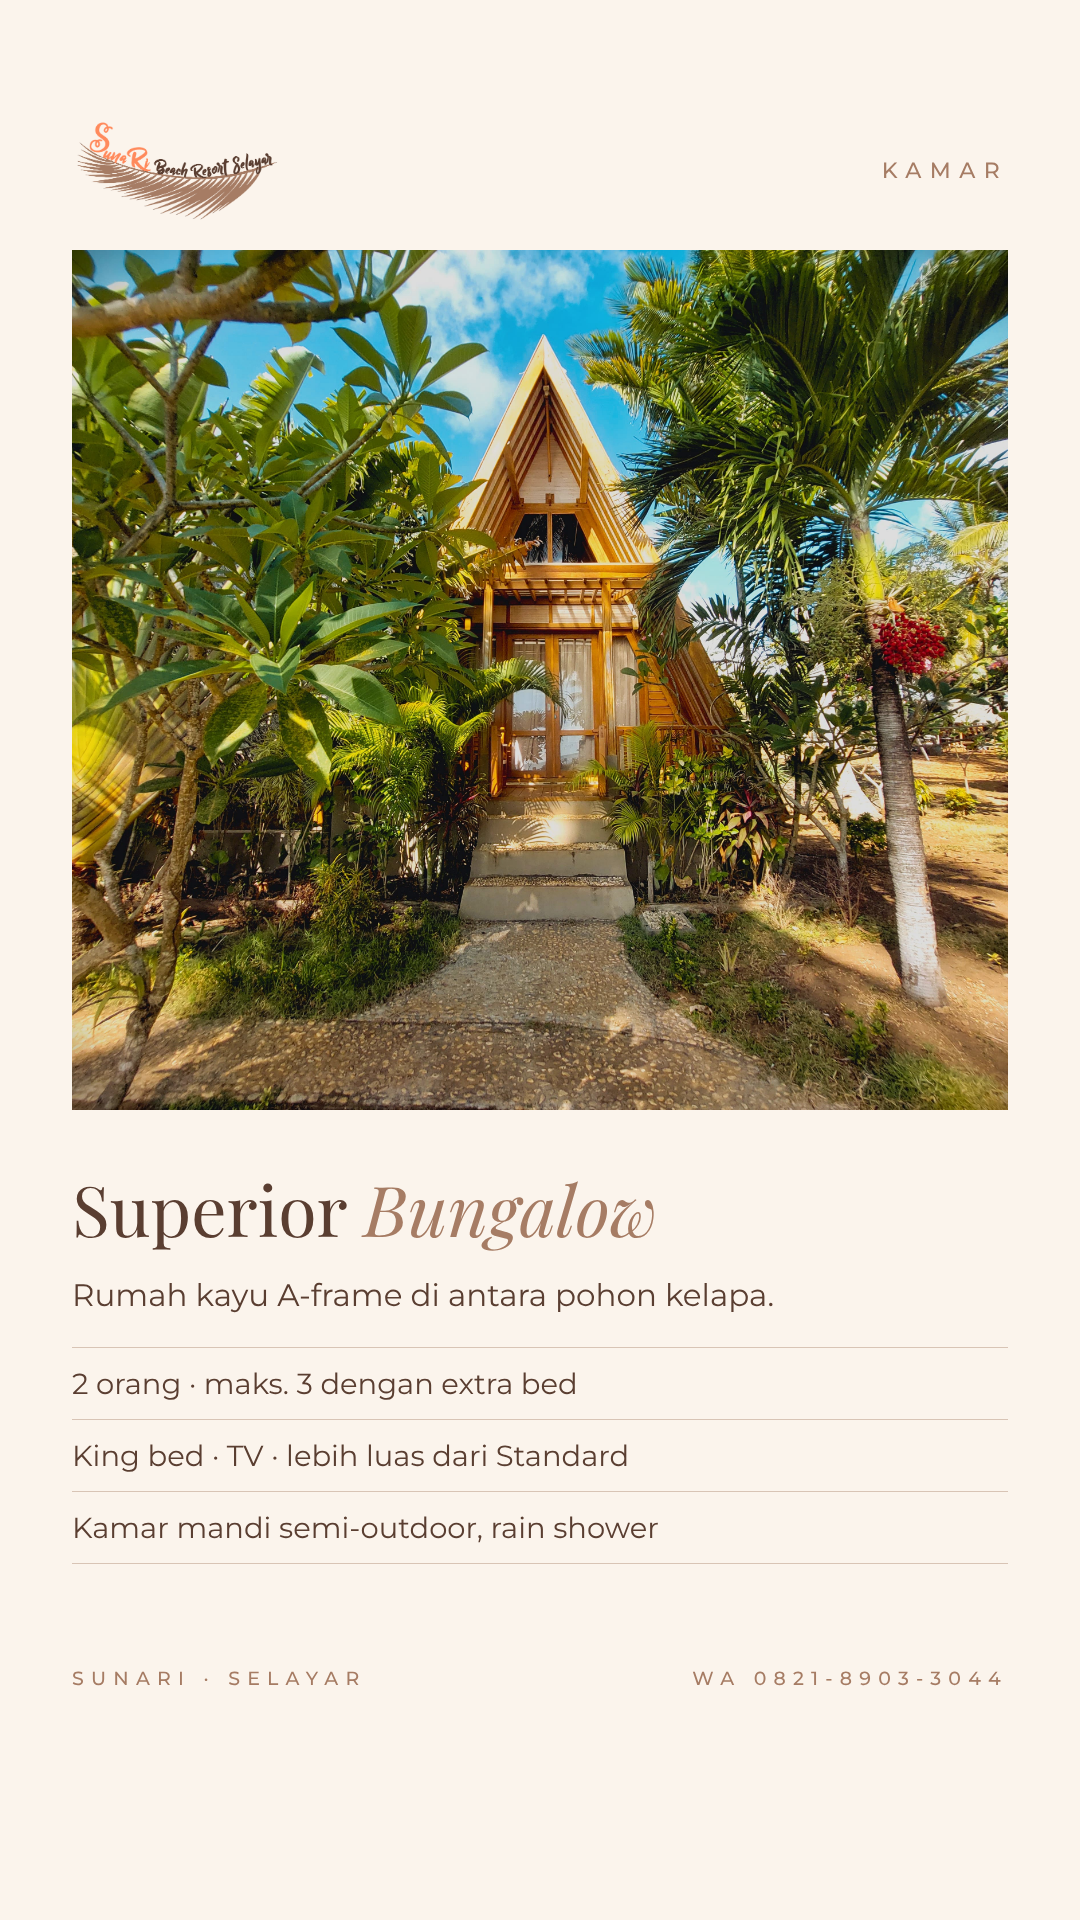 SunaRi Beach Resort Selayar
KAMAR
Superior Bungalow
Rumah kayu A-frame di antara pohon kelapa.
2 orang · maks. 3 dengan extra bed
King bed · TV · lebih luas dari Standard
Kamar mandi semi-outdoor, rain shower
SUNARI · SELAYAR
WA 0821-8903-3044